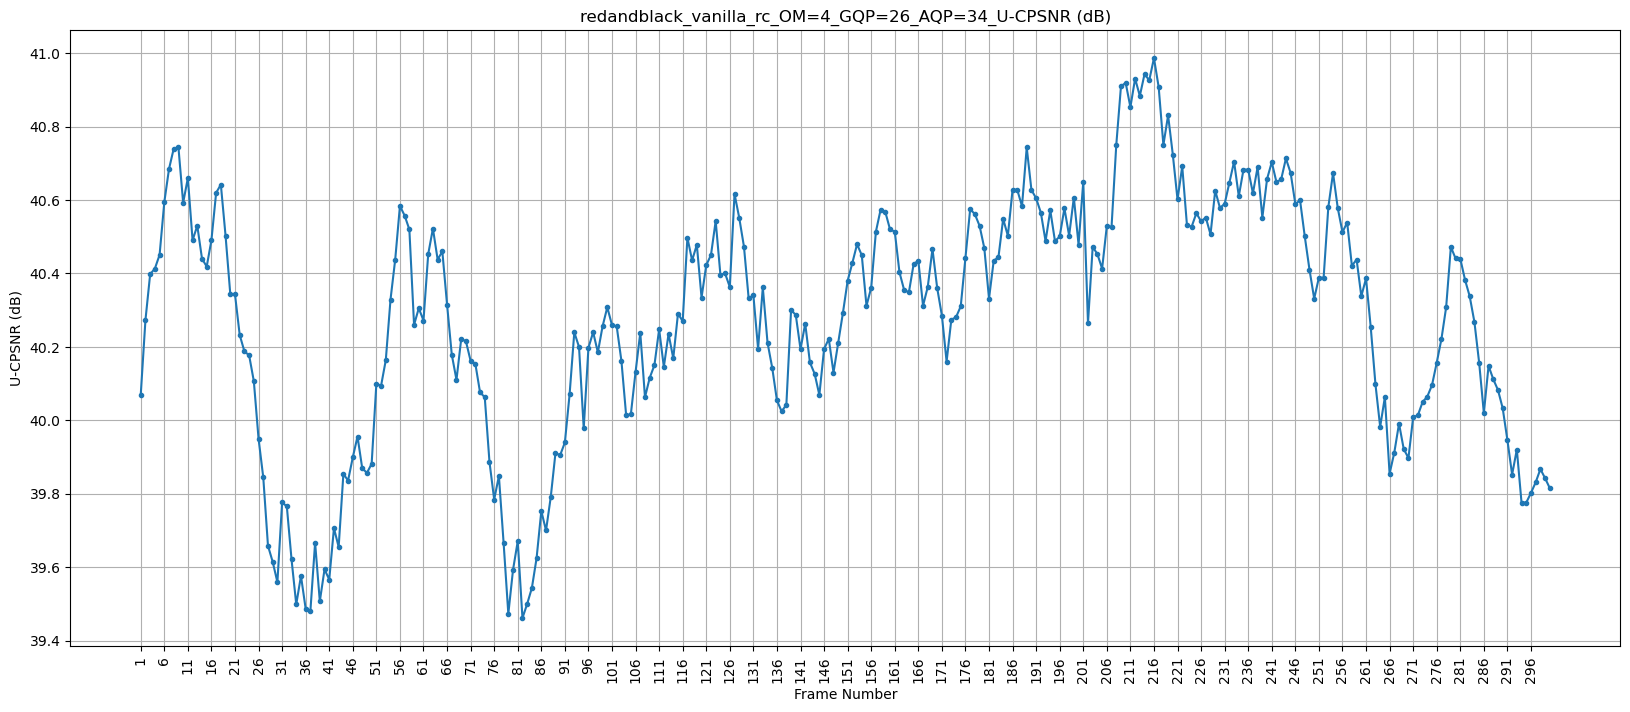 redandblack_vanilla_rc_OM=4_GQP=26_AQP=34_U-CPSNR (dB)
U-CPSNR (dB)
41.0
40.8
40.6
40.4
40.2
40.0
39.8
39.6
39.4
1 6 11 16 21 26 31 36 41 46 51 56 61 66 71 76 81 86 91 96 101 106 111 116 121 126 131 136 141 146 151 156 161 166 171 176 181 186 191 196 201 206 211 216 221 226 231 236 241 246 251 256 261 266 271 276 281 286 291 296
Frame Number